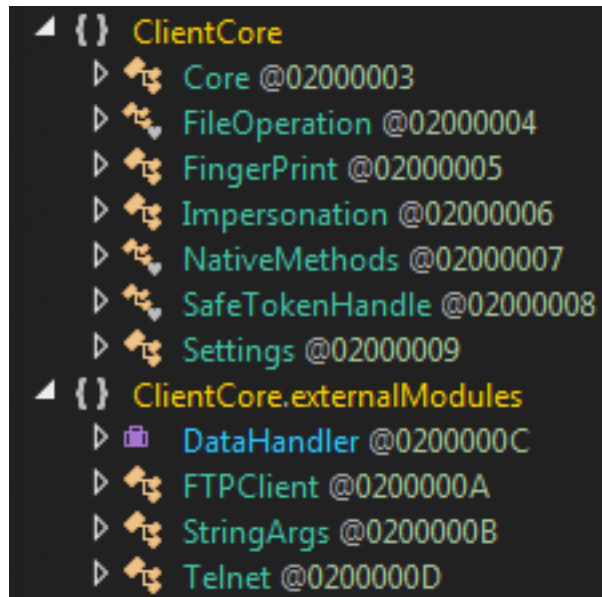 { } ClientCore
Core @02000003
FileOperation @02000004
FingerPrint @02000005
Impersonation @02000006
NativeMethods @02000007
SafeTokenHandle @02000008
Settings @02000009
{ } ClientCore.externalModules
DataHandler @0200000C
FTPClient @0200000A
StringArgs @0200000B
Telnet @0200000D